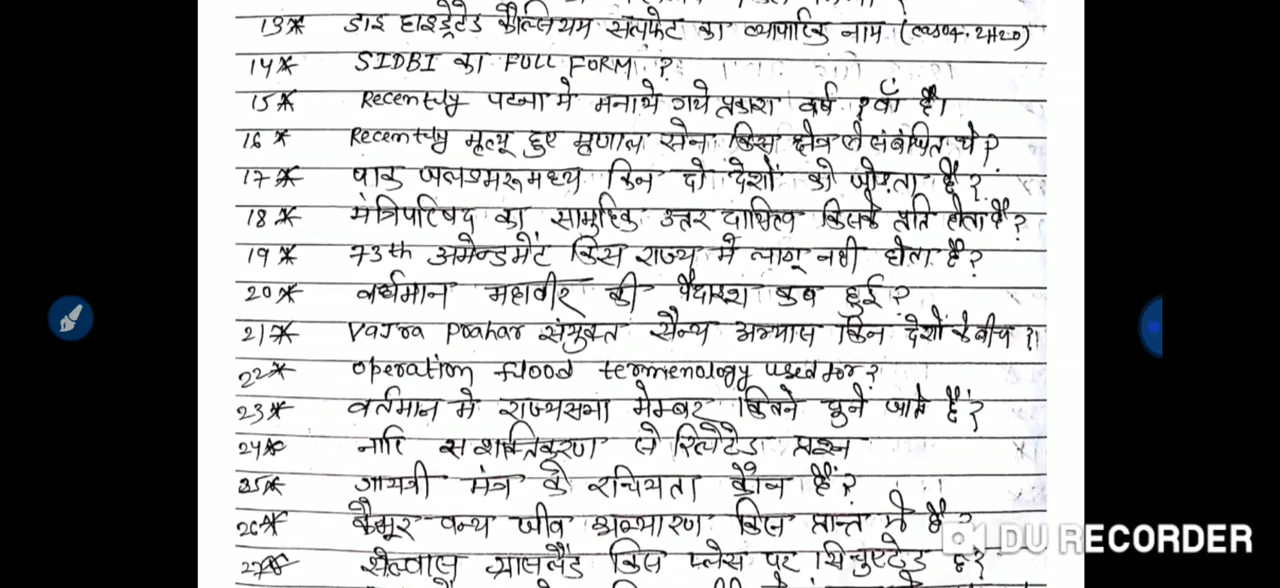 13* डाइ हाइड्रेटेड कैल्सियम सल्फेट का व्यापारिक नाम (CaSO4.2H2O)
14* SIDBI का FULL FORM ?
15* Recently पटना मे मनाये गये प्रकाश वर्ष ? वाँ है।
16* Recently मृत्यू हुए मृणाल सेन किस क्षेत्र से संबंधित थे ?
17* पाक जलडमरूमध्य किन दो देशों को जोड़ता है ?
18* मंत्रिपरिषद का सामुहिक उत्तर दायित्व किसके प्रति होता है ?
19* 73th अमेन्डमेंट किस राज्य मे लागू नही होता है ?
20* वर्धमान महावीर की पैदाइश कब हुई ?
21* Vajra Prahar संयुक्त सैन्य अभ्यास किन देशों के बीच ?
22* operation flood termenology used for ?
23* वर्तमान मे राज्यसभा मेम्बर कितने चुने जाते हैं ?
24* नारि सशक्तिकरण से रिलेटेड प्रश्न
25* गायत्री मंत्र के रचियता कौन हैं ?
26* कैमूर वन्य जीव अभ्यारण किस प्रान्त मे है ?
27* ग्रासलैंड किस प्लेस पर सिचुएटेड है ?
DU RECORDER